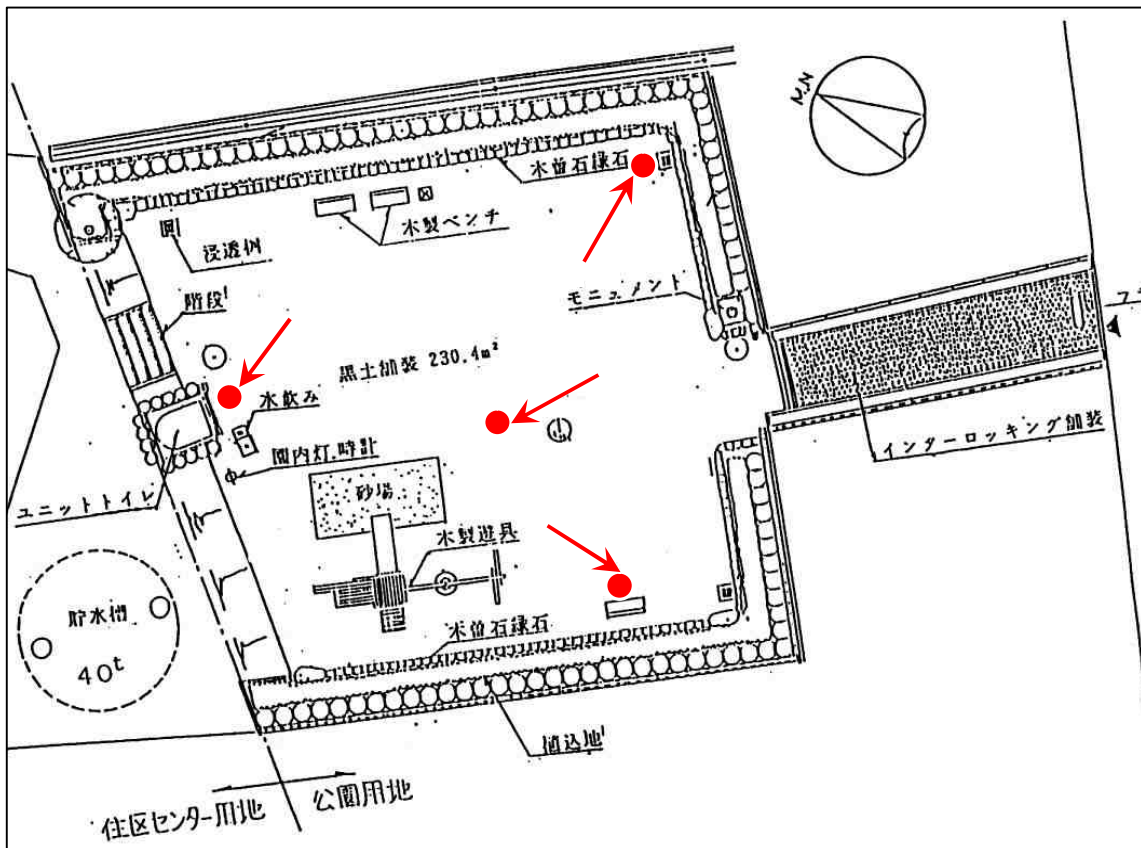 M.N
木曽石縁石
木製ベンチ
浸透桝
階段
モニュメント
黒土舗装 230.4m²
水飲み
園内灯.時計
インターロッキング舗装
ユニットトイレ
砂場
木製遊具
貯水槽
40t
木曽石縁石
植込地
住区センター用地
公園用地